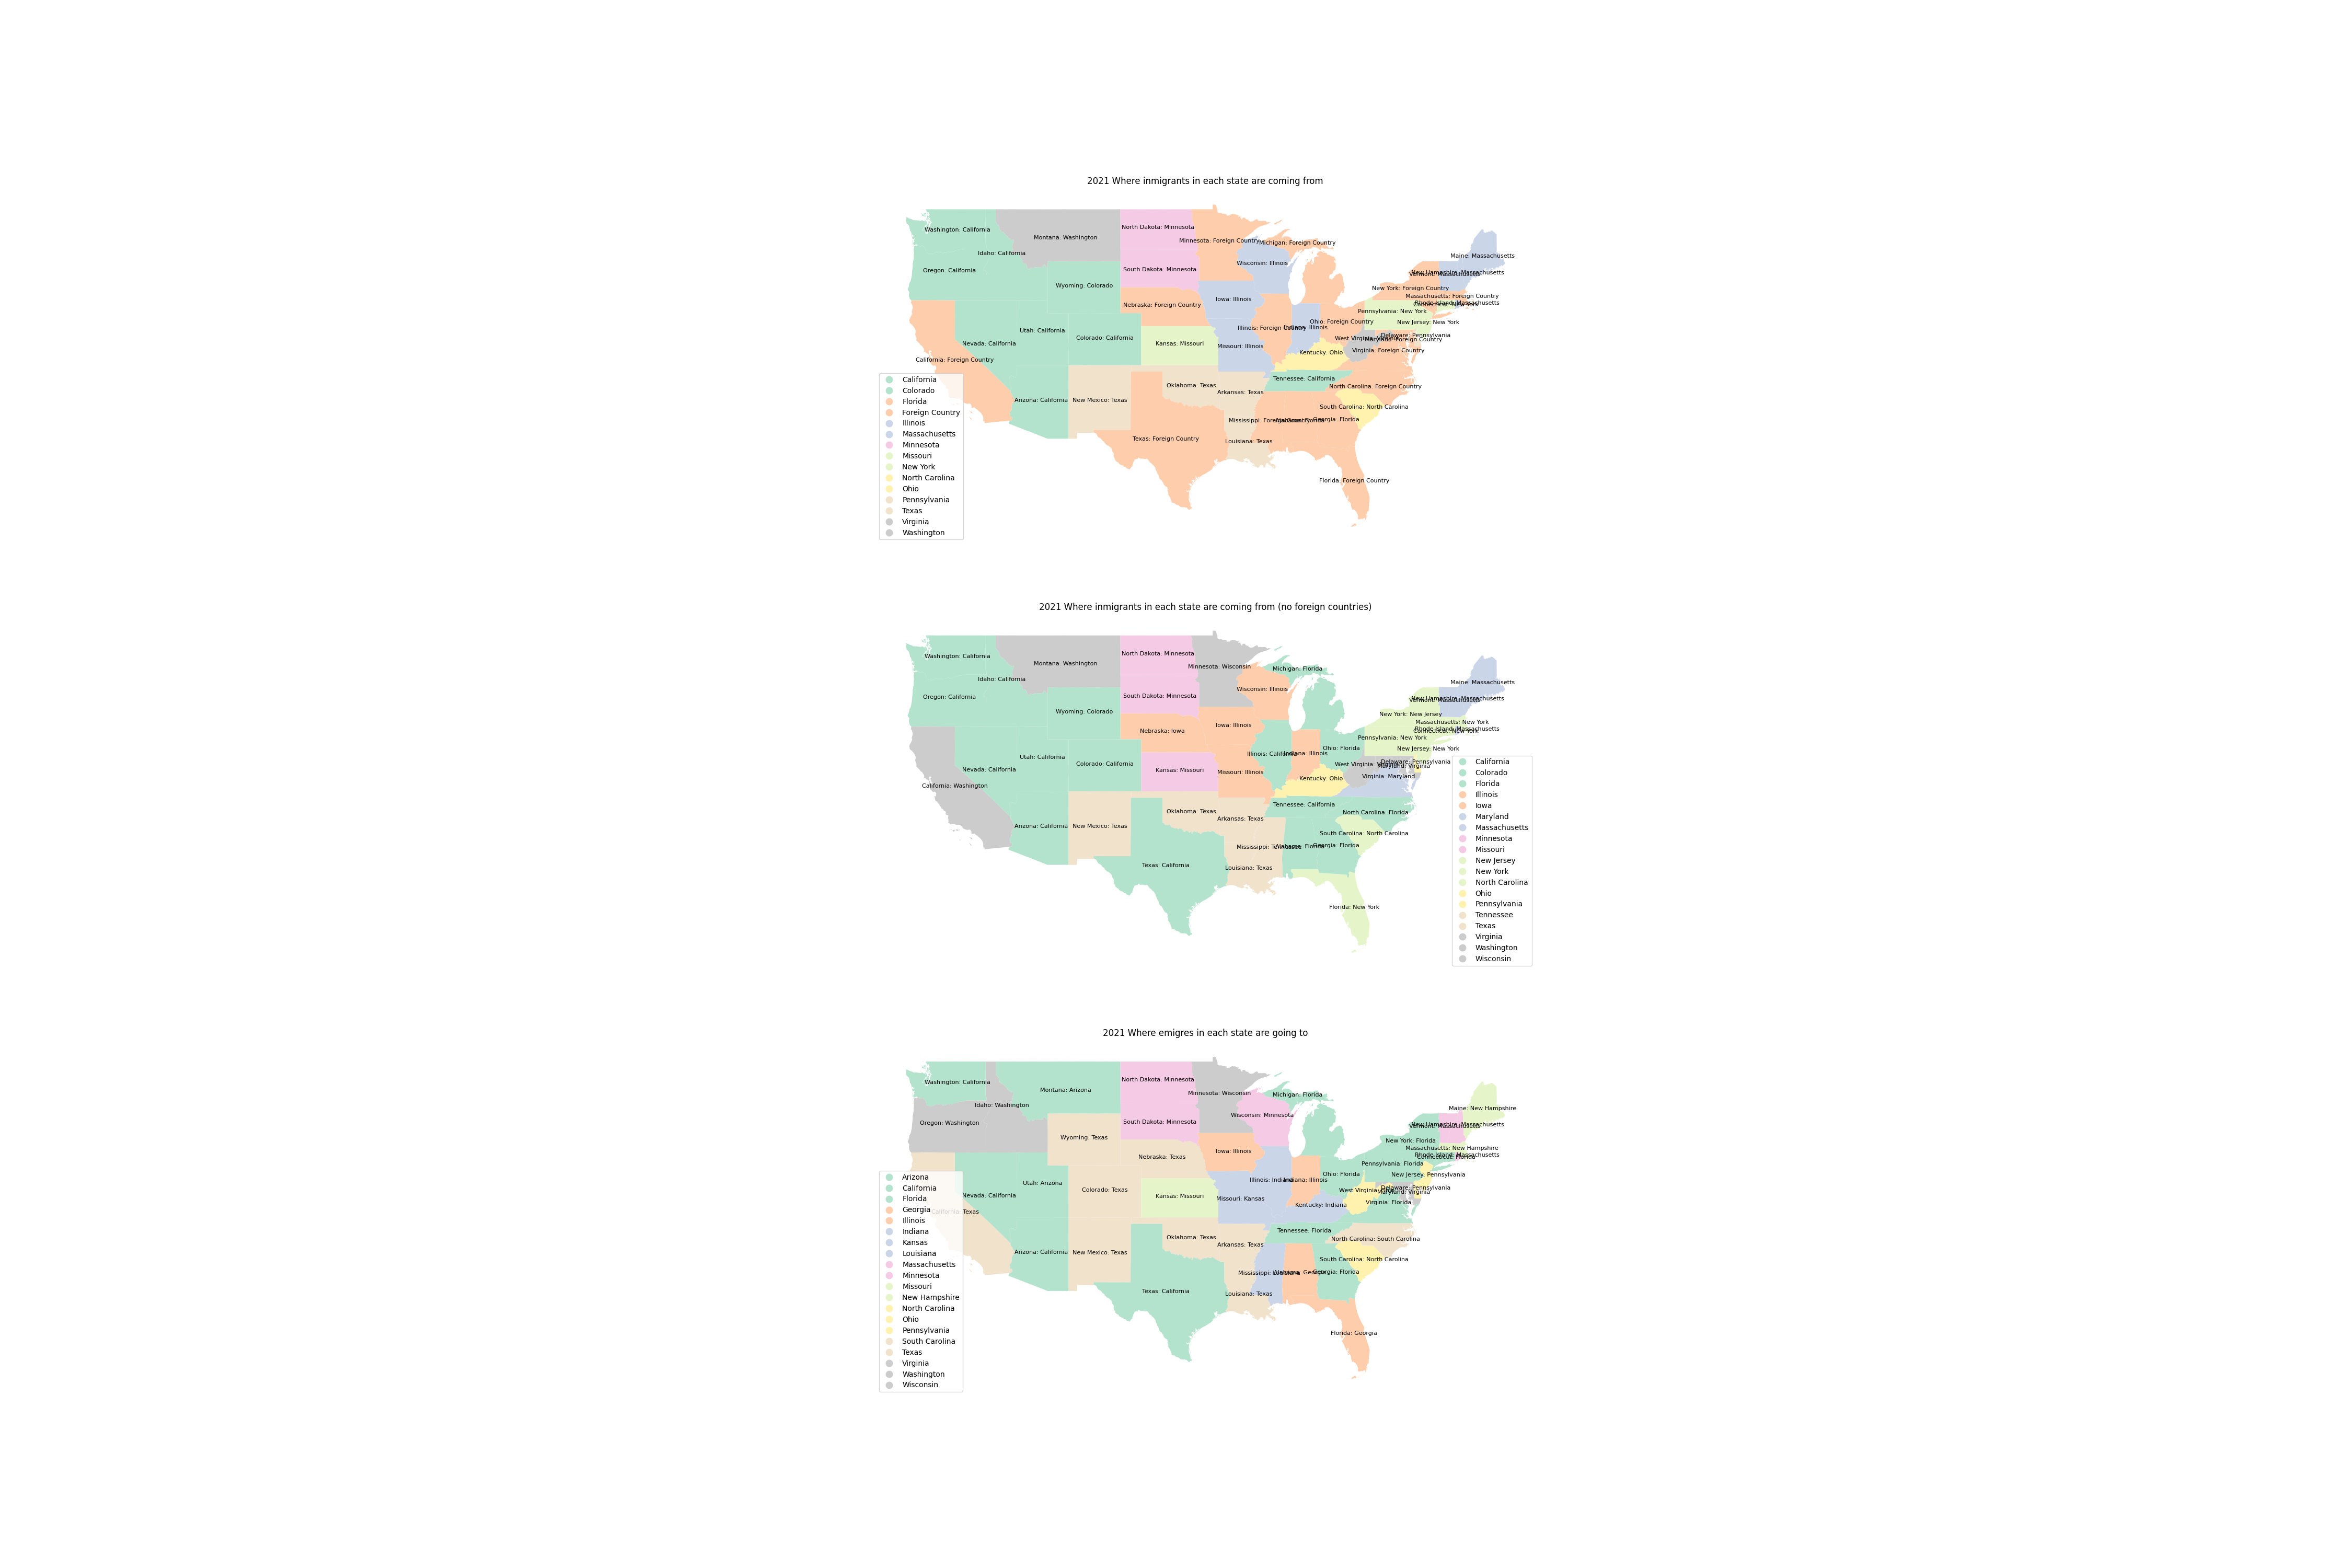 2021 Where inmigrants in each state are coming from
Washington: California
Montana: Washington
North Dakota: Minnesota
Minnesota: Foreign Country
Michigan: Foreign Country
Maine: Massachusetts
Idaho: California
Wisconsin: Illinois
Oregon: California
South Dakota: Minnesota
New Hampshire: Massachusetts
Vermont: Massachusetts
Wyoming: Colorado
New York: Foreign Country
Massachusetts: Foreign Country
Nebraska: Foreign Country
Iowa: Illinois
Rhode Island: Massachusetts
Connecticut: New York
Pennsylvania: New York
Utah: California
Illinois: Foreign Country
Indiana: Illinois
Ohio: Foreign Country
New Jersey: New York
Nevada: California
Colorado: California
Kansas: Missouri
Missouri: Illinois
West Virginia:
Delaware: Pennsylvania
Maryland: Foreign Country
Virginia: Foreign Country
Kentucky: Ohio
California: Foreign Country
Tennessee: California
Oklahoma: Texas
Arkansas: Texas
North Carolina: Foreign Country
Arizona: California
New Mexico: Texas
South Carolina: North Carolina
Mississippi: Foreign Country
Alabama: Florida
Georgia: Florida
Texas: Foreign Country
Louisiana: Texas
Florida: Foreign Country
California
Colorado
Florida
Foreign Country
Illinois
Massachusetts
Minnesota
Missouri
New York
North Carolina
Ohio
Pennsylvania
Texas
Virginia
Washington
2021 Where inmigrants in each state are coming from (no foreign countries)
Washington: California
Montana: Washington
North Dakota: Minnesota
Minnesota: Wisconsin
Michigan: Florida
Maine: Massachusetts
Idaho: California
Wisconsin: Illinois
Oregon: California
South Dakota: Minnesota
New Hampshire: Massachusetts
Vermont: Massachusetts
Wyoming: Colorado
New York: New Jersey
Massachusetts: New York
Nebraska: Iowa
Iowa: Illinois
Rhode Island: Massachusetts
Connecticut: New York
Pennsylvania: New York
Utah: California
Illinois: California
Indiana: Illinois
Ohio: Florida
New Jersey: New York
Nevada: California
Colorado: California
Kansas: Missouri
Missouri: Illinois
West Virginia:
Delaware: Pennsylvania
Maryland: Virginia
Virginia: Maryland
Kentucky: Ohio
California: Washington
Tennessee: California
Oklahoma: Texas
Arkansas: Texas
North Carolina: Florida
Arizona: California
New Mexico: Texas
South Carolina: North Carolina
Mississippi: Tennessee
Alabama: Florida
Georgia: Florida
Texas: California
Louisiana: Texas
Florida: New York
California
Colorado
Florida
Illinois
Iowa
Maryland
Massachusetts
Minnesota
Missouri
New Jersey
New York
North Carolina
Ohio
Pennsylvania
Tennessee
Texas
Virginia
Washington
Wisconsin
2021 Where emigres in each state are going to
Washington: California
Montana: Arizona
North Dakota: Minnesota
Minnesota: Wisconsin
Michigan: Florida
Maine: New Hampshire
Idaho: Washington
Wisconsin: Minnesota
Oregon: Washington
South Dakota: Minnesota
New Hampshire: Massachusetts
Vermont: Massachusetts
Wyoming: Texas
New York: Florida
Massachusetts: New Hampshire
Nebraska: Texas
Iowa: Illinois
Rhode Island: Massachusetts
Connecticut: Florida
Pennsylvania: Florida
Utah: Arizona
Illinois: Indiana
Indiana: Illinois
Ohio: Florida
New Jersey: Pennsylvania
Nevada: California
Colorado: Texas
Kansas: Missouri
Missouri: Kansas
West Virginia:
Delaware: Pennsylvania
Maryland: Virginia
Virginia: Florida
Kentucky: Indiana
California: Texas
Tennessee: Florida
Oklahoma: Texas
Arkansas: Texas
North Carolina: South Carolina
Arizona: California
New Mexico: Texas
South Carolina: North Carolina
Mississippi: Louisiana
Alabama: Georgia
Georgia: Florida
Texas: California
Louisiana: Texas
Florida: Georgia
Arizona
California
Florida
Georgia
Illinois
Indiana
Kansas
Louisiana
Massachusetts
Minnesota
Missouri
New Hampshire
North Carolina
Ohio
Pennsylvania
South Carolina
Texas
Virginia
Washington
Wisconsin